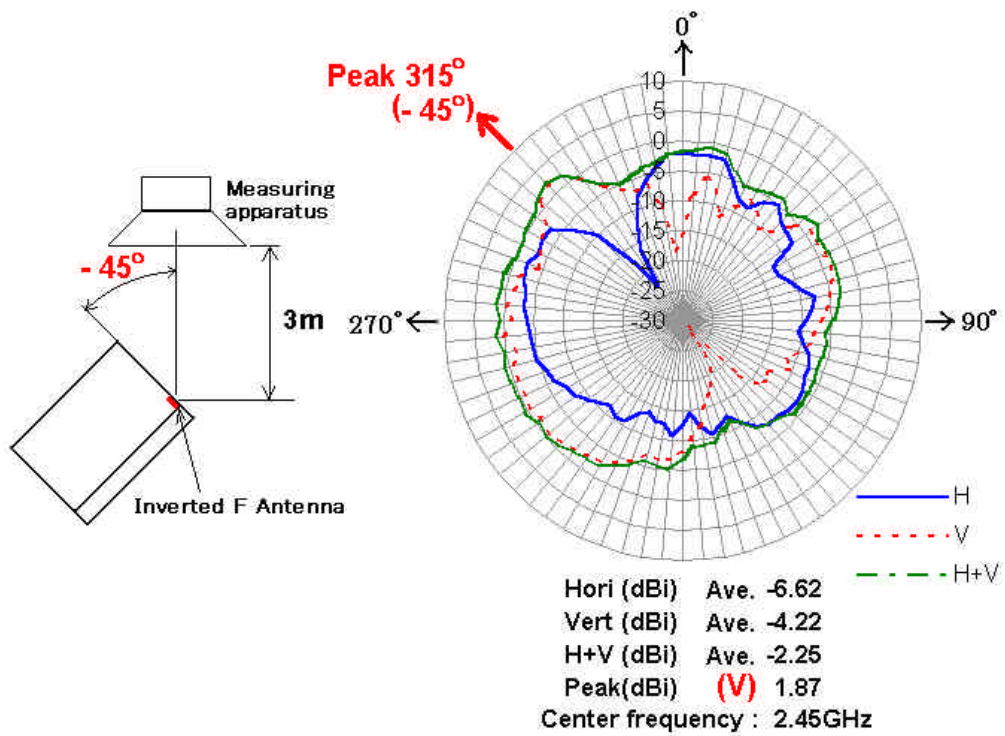 0°
Peak 315°
(- 45°)
10
5
0
-5
-10
-15
-20
-25
-30
Measuring
apparatus
- 45°
3m
270°
90°
Inverted F Antenna
H
V
H+V
Hori (dBi) Ave. -6.62
Vert (dBi) Ave. -4.22
H+V (dBi) Ave. -2.25
Peak(dBi) (V) 1.87
Center frequency : 2.45GHz